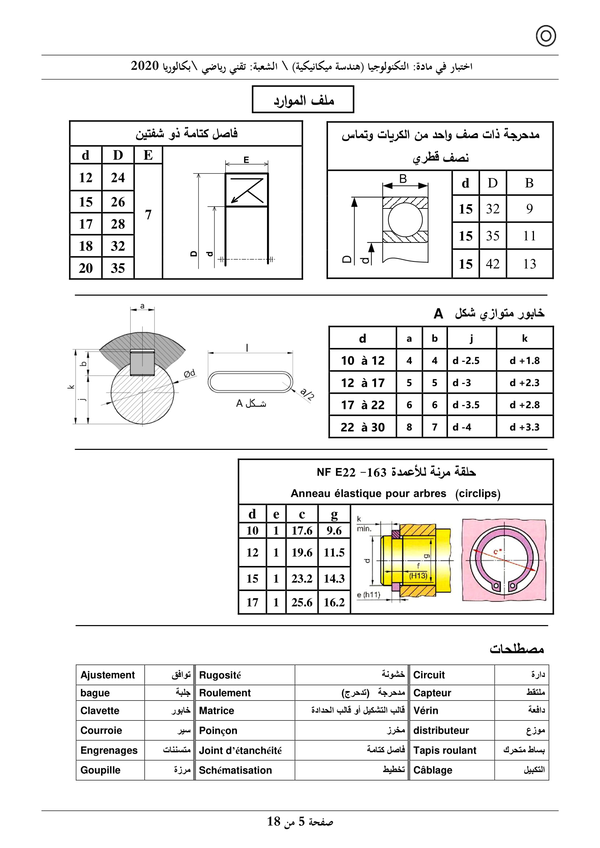 اختبار في مادة: التكنولوجيا (هندسة ميكانيكية) \ الشعبة: تقني رياضي \بكالوريا 2020
ملف الموارد
مدحرجة ذات صف واحد من الكريات وتماس
نصف قطري
B
D
d
d D B
15 32 9
15 35 11
15 42 13
فاصل كتامة ذو شفتين
d D E
12 24
15 26
17 28
18 32
20 35
7
E
D
d
خابور متوازي شكل A
a
b
k
j
Ød
l
a/2
شكل A
d a b j k
10 à 12 4 4 d -2.5 d +1.8
12 à 17 5 5 d -3 d +2.3
17 à 22 6 6 d -3.5 d +2.8
22 à 30 8 7 d -4 d +3.3
حلقة مرنة للأعمدة NF E22 -163
Anneau élastique pour arbres (circlips)
d e c g
10 1 17.6 9.6
12 1 19.6 11.5
15 1 23.2 14.3
17 1 25.6 16.2
k
min.
d
g
f
(H13)
e (h11)
c*
مصطلحات
Ajustement توافق Rugosité خشونة Circuit دارة
bague جلبة Roulement مدحرجة (تدحرج) Capteur ملتقط
Clavette خابور Matrice قالب التشكيل أو قالب الحدادة Vérin دافعة
Courroie سير Poinçon مخرز distributeur موزع
Engrenages متسننات Joint d'étanchéité فاصل كتامة Tapis roulant بساط متحرك
Goupille مرزة Schématisation تخطيط Câblage التكبيل
صفحة 5 من 18